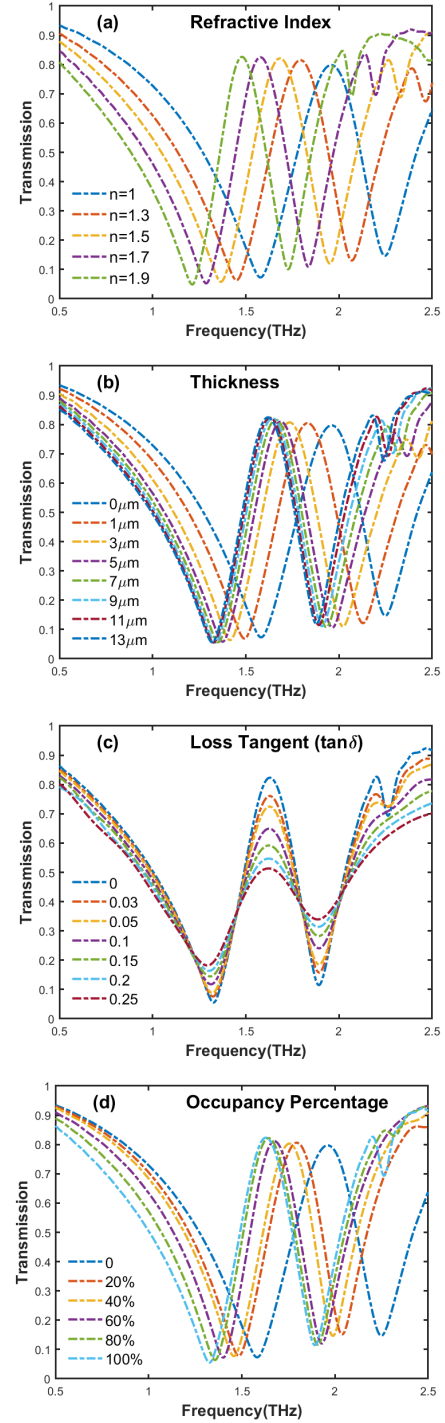 (a) Refractive Index
1
0.9
0.8
0.7
0.6
0.5
0.4
0.3
0.2
0.1
0
Transmission
n=1
n=1.3
n=1.5
n=1.7
n=1.9
0.5 1 1.5 2 2.5
Frequency(THz)
(b) Thickness
1
0.9
0.8
0.7
0.6
0.5
0.4
0.3
0.2
0.1
0
Transmission
0μm
1μm
3μm
5μm
7μm
9μm
11μm
13μm
0.5 1 1.5 2 2.5
Frequency(THz)
(c) Loss Tangent (tanδ)
1
0.9
0.8
0.7
0.6
0.5
0.4
0.3
0.2
0.1
0
Transmission
0
0.03
0.05
0.1
0.15
0.2
0.25
0.5 1 1.5 2 2.5
Frequency(THz)
(d) Occupancy Percentage
1
0.9
0.8
0.7
0.6
0.5
0.4
0.3
0.2
0.1
0
Transmission
0
20%
40%
60%
80%
100%
0.5 1 1.5 2 2.5
Frequency(THz)